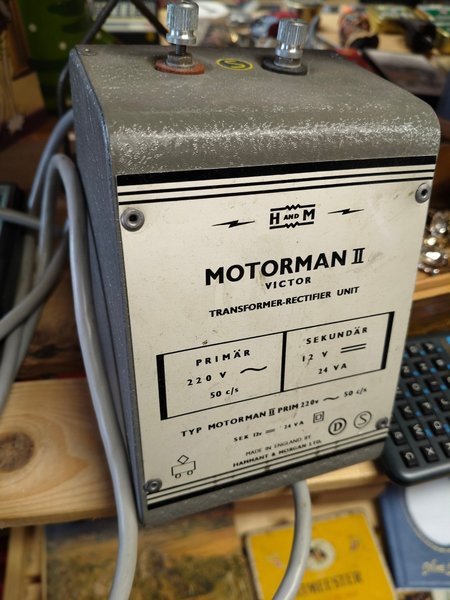 H AND M
MOTORMAN II
VICTOR
TRANSFORMER-RECTIFIER UNIT
PRIMÄR
220 V ~
50 c/s
SEKUNDÄR
12 V ⎓
24 VA
TYP MOTORMAN II PRIM 220v ~ 50 c/s
SEK 12v ⎓ 24 VA
D S
MADE IN ENGLAND BY
HAMMANT & MORGAN LTD.